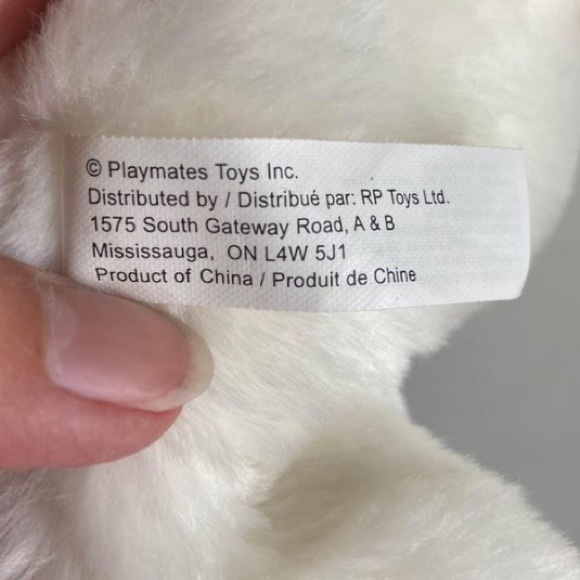 © Playmates Toys Inc.
Distributed by / Distribué par: RP Toys Ltd.
1575 South Gateway Road, A & B
Mississauga, ON L4W 5J1
Product of China / Produit de Chine